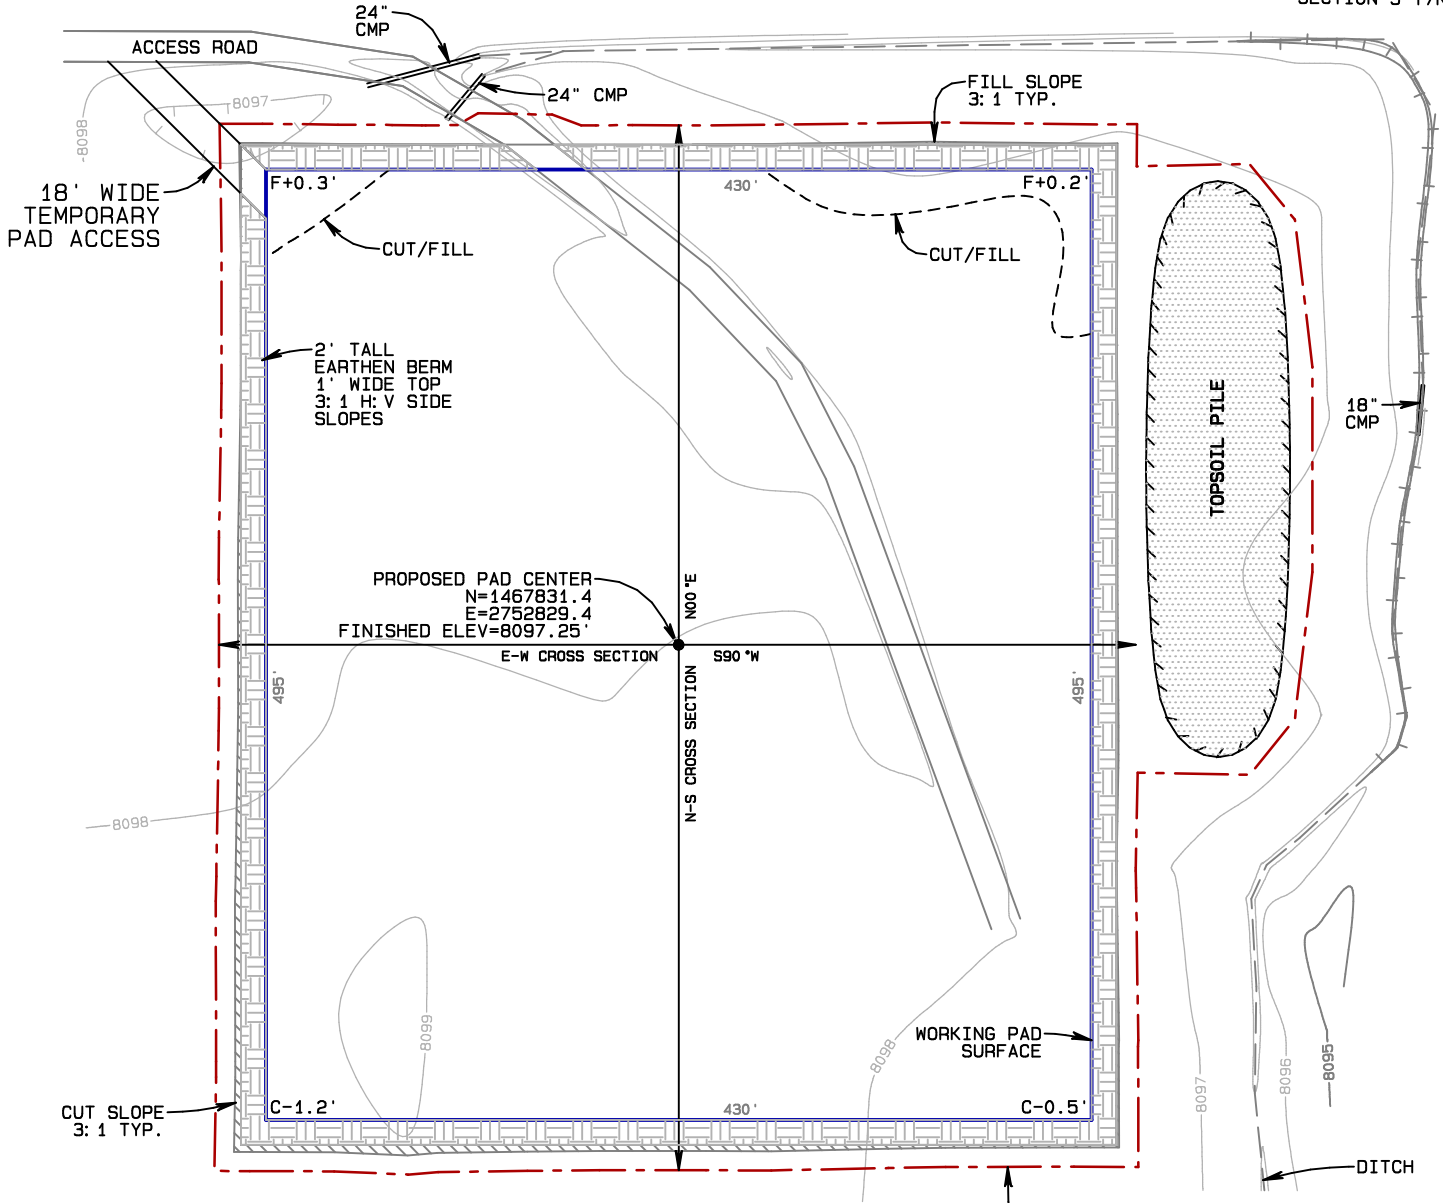 24"
CMP
ACCESS ROAD
8097
8098
24" CMP
FILL SLOPE
3:1 TYP.
18' WIDE
TEMPORARY
PAD ACCESS
F+0.3'
430'
F+0.2'
CUT/FILL
CUT/FILL
2' TALL
EARTHEN BERM
1' WIDE TOP
3:1 H:V SIDE
SLOPES
TOPSOIL PILE
18"
CMP
PROPOSED PAD CENTER
N=1467831.4
E=2752829.4
FINISHED ELEV=8097.25'
N00°E
E-W CROSS SECTION
S90°W
495'
N-S CROSS SECTION
495'
8098
8099
8098
WORKING PAD
SURFACE
8097
8096
8095
CUT SLOPE
3:1 TYP.
C-1.2'
430'
C-0.5'
DITCH